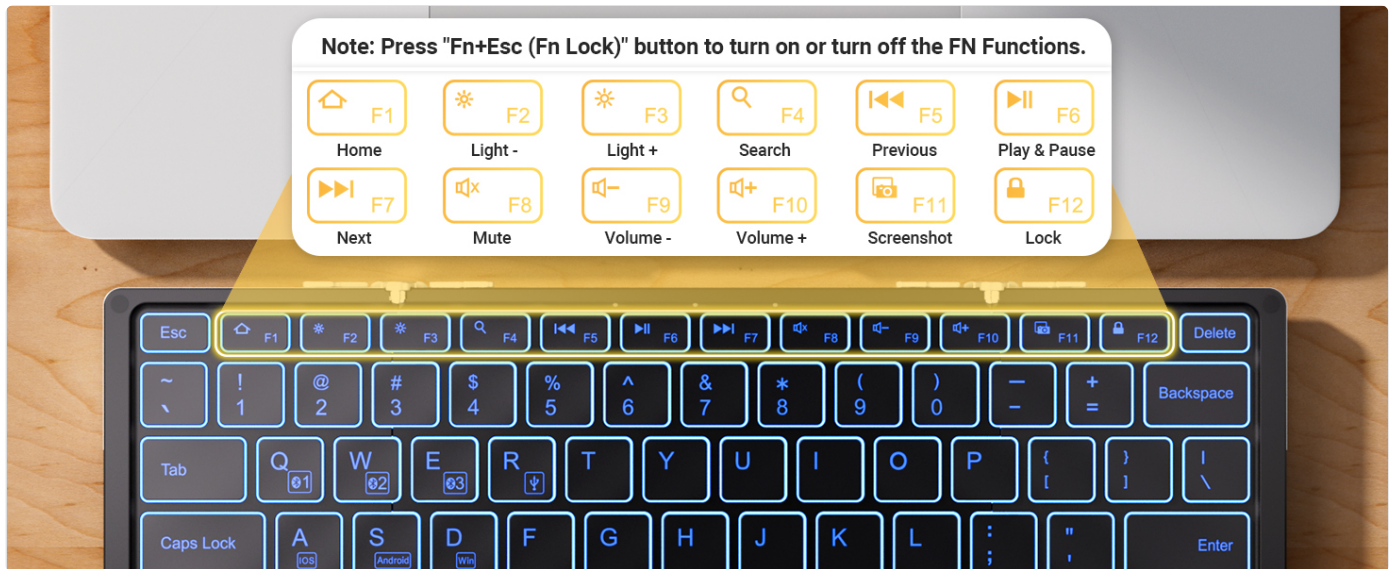 Note: Press "Fn+Esc (Fn Lock)" button to turn on or turn off the FN Functions.
F1 F2 F3 F4 F5 F6
Home Light - Light + Search Previous Play & Pause
F7 F8 F9 F10 F11 F12
Next Mute Volume - Volume + Screenshot Lock
Esc F1 F2 F3 F4 F5 F6 F7 F8 F9 F10 F11 F12 Delete
~ ! @ # $ % ^ & * ( ) — +
` 1 2 3 4 5 6 7 8 9 0 - = Backspace
Tab Q W E R T Y U I O P { } |
1 2 3 [ ] \
Caps Lock A S D F G H J K L : " Enter
IOS Android Win ; '